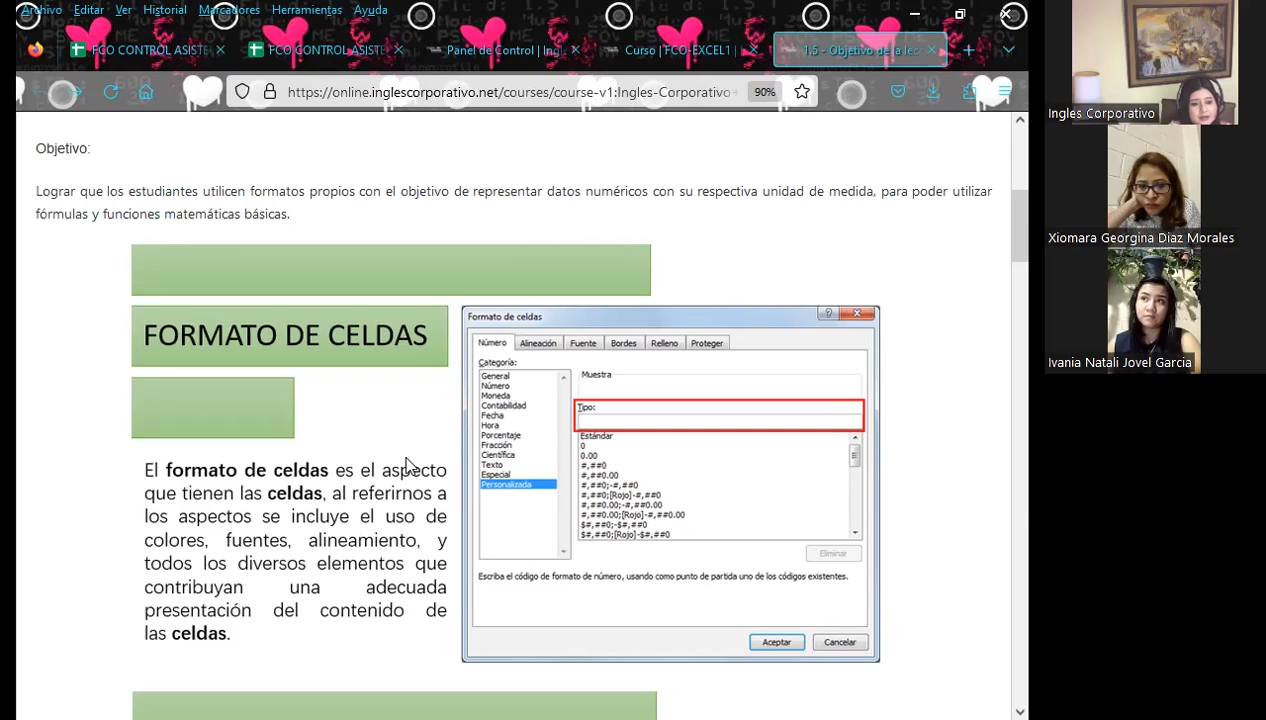 Archivo Editar Ver Historial Marcadores Herramientas Ayuda
FCO CONTROL ASISTE
FCO CONTROL ASISTE
Panel de Control | Ingl
Curso | FCO-EXCEL1 |
1.5 - Objetivo de la lec
https://online.inglescorporativo.net/courses/course-v1:Ingles-Corporativo+
90%
Objetivo:
Lograr que los estudiantes utilicen formatos propios con el objetivo de representar datos numéricos con su respectiva unidad de medida, para poder utilizar
fórmulas y funciones matemáticas básicas.
FORMATO DE CELDAS
El formato de celdas es el aspecto
que tienen las celdas, al referirnos a
los aspectos se incluye el uso de
colores, fuentes, alineamiento, y
todos los diversos elementos que
contribuyan una adecuada
presentación del contenido de
las celdas.
Formato de celdas
Número Alineación Fuente Bordes Relleno Proteger
Categoría:
General
Número
Moneda
Contabilidad
Fecha
Hora
Porcentaje
Fracción
Científica
Texto
Especial
Personalizada
Muestra
Tipo:
Estándar
0
0.00
#,##0
#,##0.00
#,##0;-#,##0
#,##0;[Rojo]-#,##0
#,##0.00;-#,##0.00
#,##0.00;[Rojo]-#,##0.00
$#,##0;-$#,##0
$#,##0;[Rojo]-$#,##0
Eliminar
Escriba el código de formato de número, usando como punto de partida uno de los códigos existentes.
Aceptar Cancelar
Ingles Corporativo
Xiomara Georgina Diaz Morales
Ivania Natali Jovel Garcia